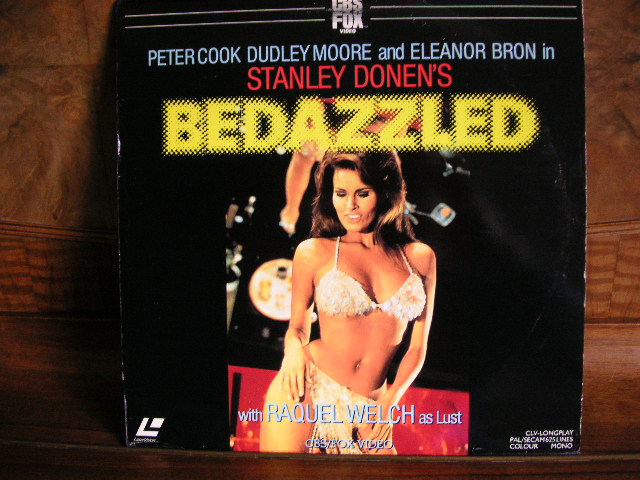 CBS
FOX
VIDEO
PETER COOK DUDLEY MOORE and ELEANOR BRON in
STANLEY DONEN'S
BEDAZZLED
with RAQUEL WELCH as Lust
CBS/FOX VIDEO
LaserVision
CLV-LONGPLAY
PAL/SECAM 625 LINES
COLOUR MONO